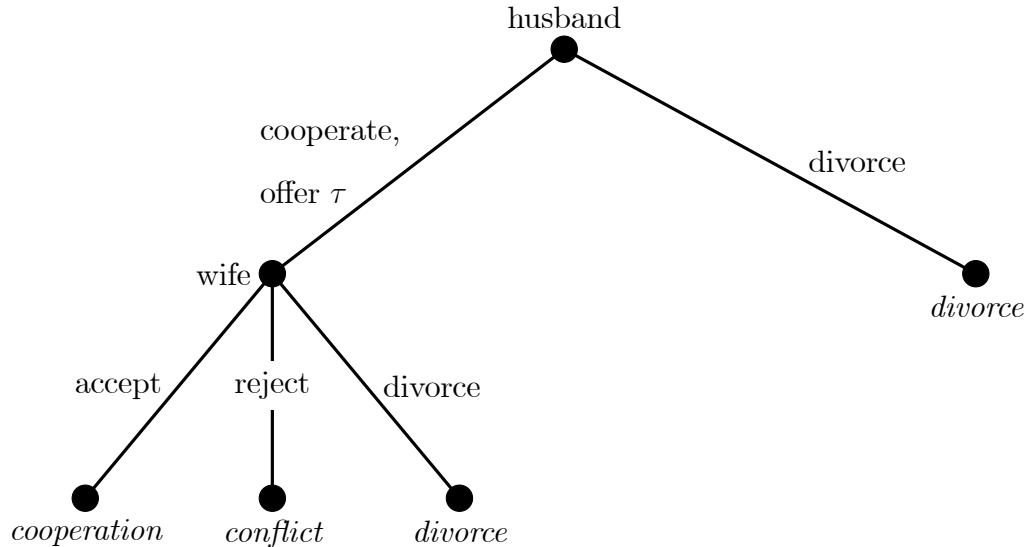 husband
cooperate,
offer τ
divorce
wife
divorce
accept
reject
divorce
cooperation
conflict
divorce